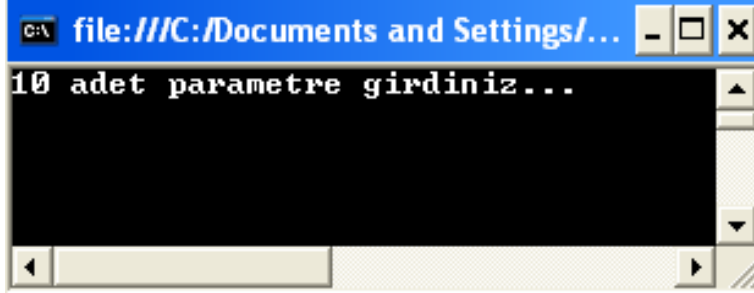 C:\ file:///C:/Documents and Settings/...
10 adet parametre girdiniz...